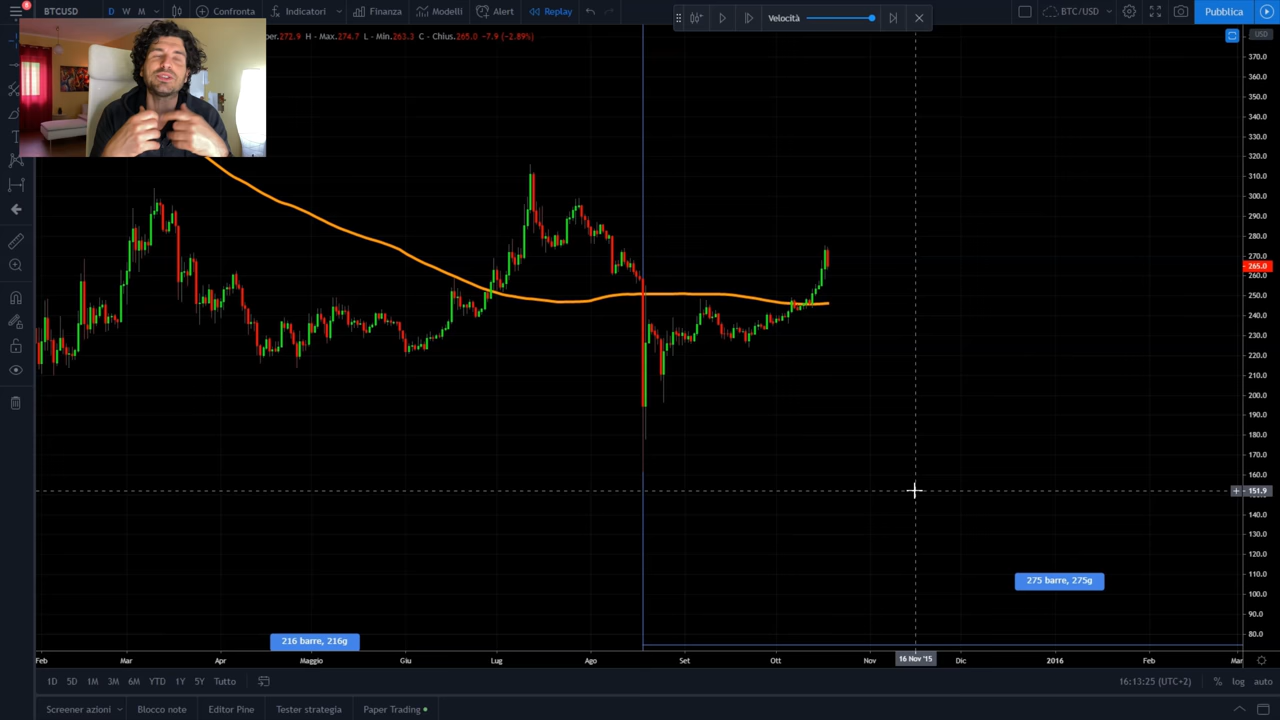 8
BTCUSD
D W M
Confronta
Indicatori
Finanza
Modelli
Alert
Replay
Velocità
BTC/USD
Pubblica
per.272.9 H - Max.274.7 L - Min.263.3 C - Chius.265.0 -7.9 (-2.89%)
USD
370.0
360.0
350.0
340.0
330.0
320.0
310.0
300.0
290.0
280.0
270.0
265.0
250.0
240.0
230.0
220.0
210.0
200.0
190.0
180.0
170.0
160.0
151.9
140.0
130.0
120.0
110.0
100.0
90.0
80.0
275 barre, 275g
216 barre, 216g
Feb Mar Apr Maggio Giu Lug Ago Set Ott Nov 16 Nov '15 Dic 2016 Feb Mar
1D 5D 1M 3M 6M YTD 1Y 5Y Tutto
16:13:25 (UTC+2) % log auto
Screener azioni Blocco note Editor Pine Tester strategia Paper Trading